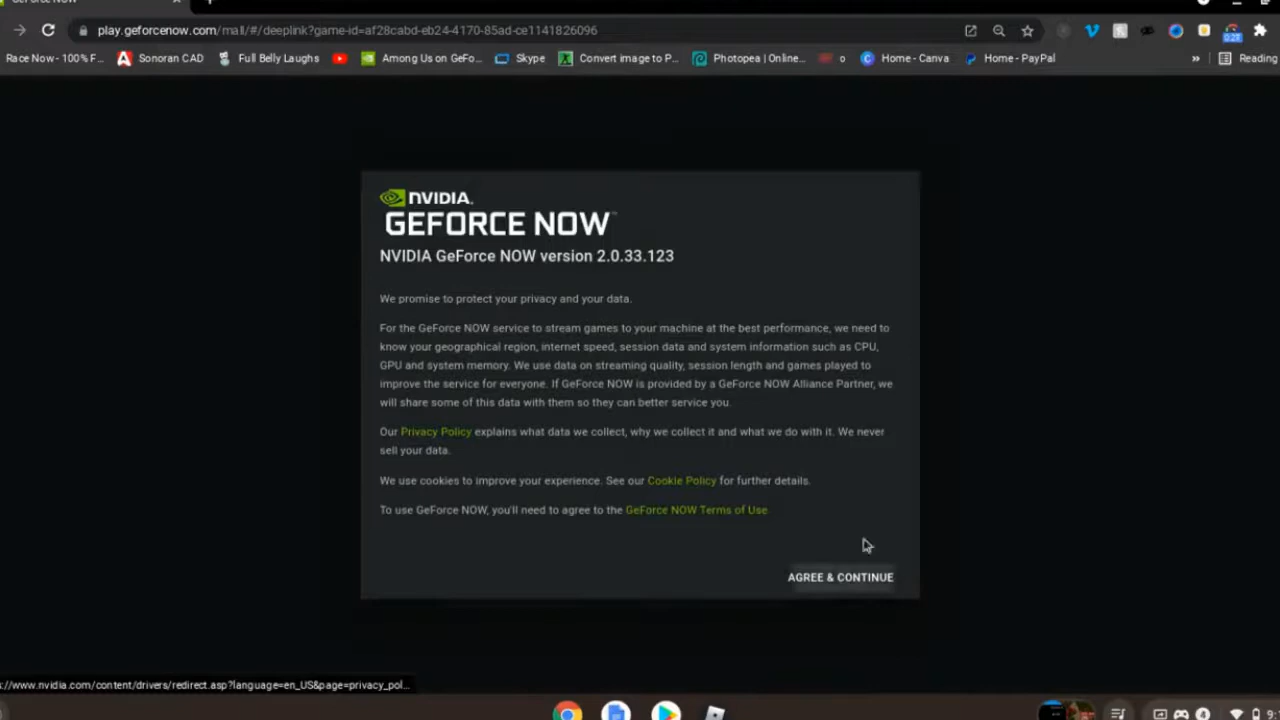 play.geforcenow.com/mall/#/deeplink?game-id=af28cabd-eb24-4170-85ad-ce1141826096
0:28
Race Now - 100% F... Sonoran CAD Full Belly Laughs Among Us on GeFo... Skype Convert image to P... Photopea | Online... 0 Home - Canva Home - PayPal » Reading
NVIDIA.
GEFORCE NOW
NVIDIA GeForce NOW version 2.0.33.123
We promise to protect your privacy and your data.
For the GeForce NOW service to stream games to your machine at the best performance, we need to
know your geographical region, internet speed, session data and system information such as CPU,
GPU and system memory. We use data on streaming quality, session length and games played to
improve the service for everyone. If GeForce NOW is provided by a GeForce NOW Alliance Partner, we
will share some of this data with them so they can better service you.
Our Privacy Policy explains what data we collect, why we collect it and what we do with it. We never
sell your data.
We use cookies to improve your experience. See our Cookie Policy for further details.
To use GeForce NOW, you'll need to agree to the GeForce NOW Terms of Use
AGREE & CONTINUE
://www.nvidia.com/content/drivers/redirect.asp?language=en_US&page=privacy_pol...